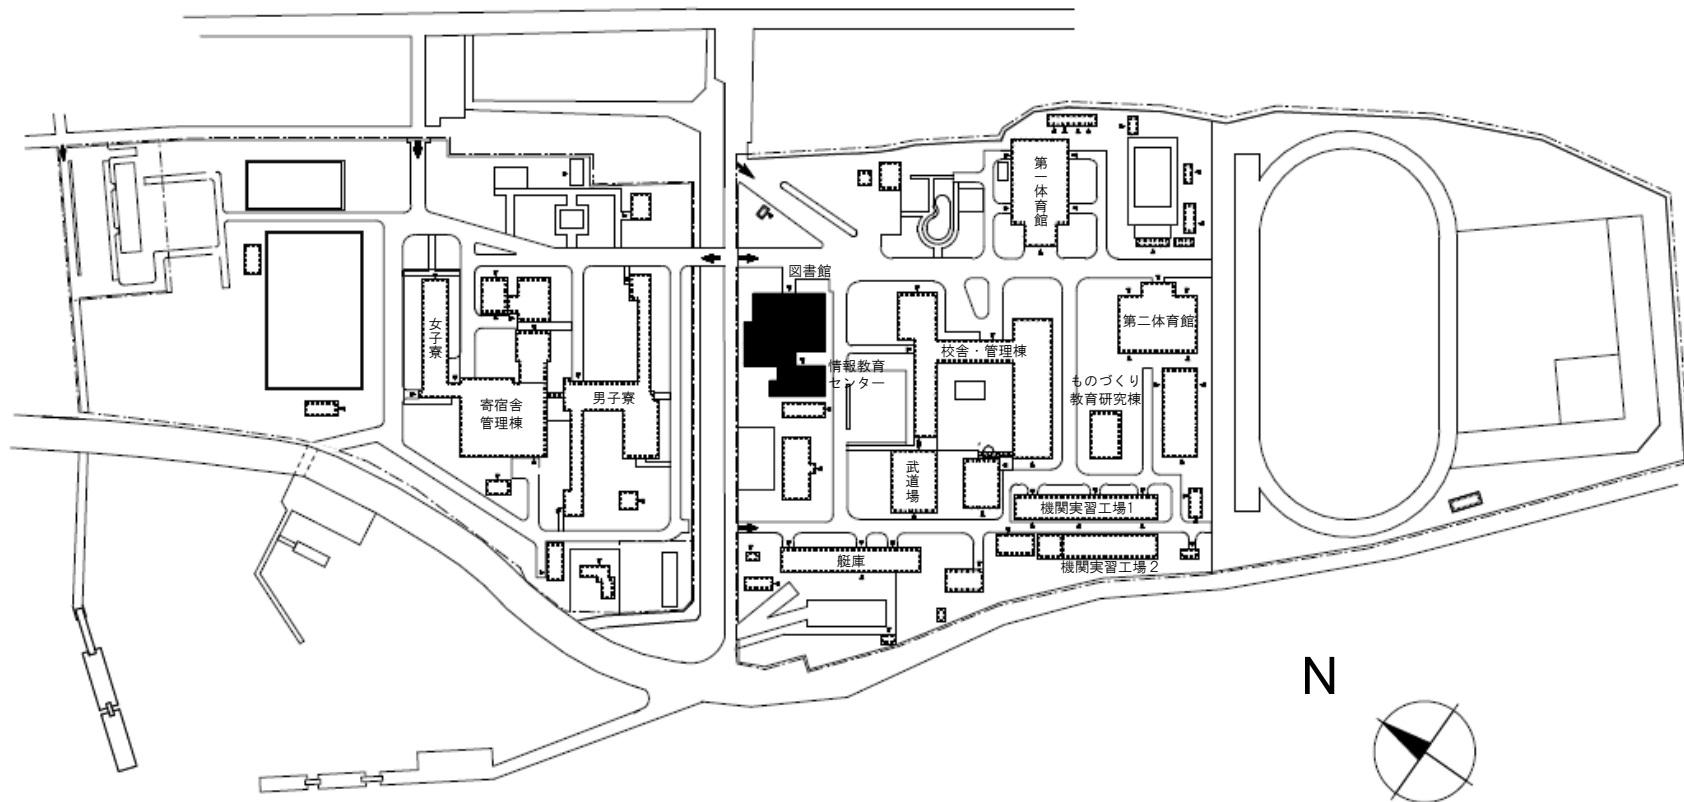 第一体育館
図書館
女子寮
第二体育館
校舎・管理棟
情報教育
センター
ものづくり
教育研究棟
寄宿舎
管理棟
男子寮
武道場
機関実習工場1
艇庫
機関実習工場2
N